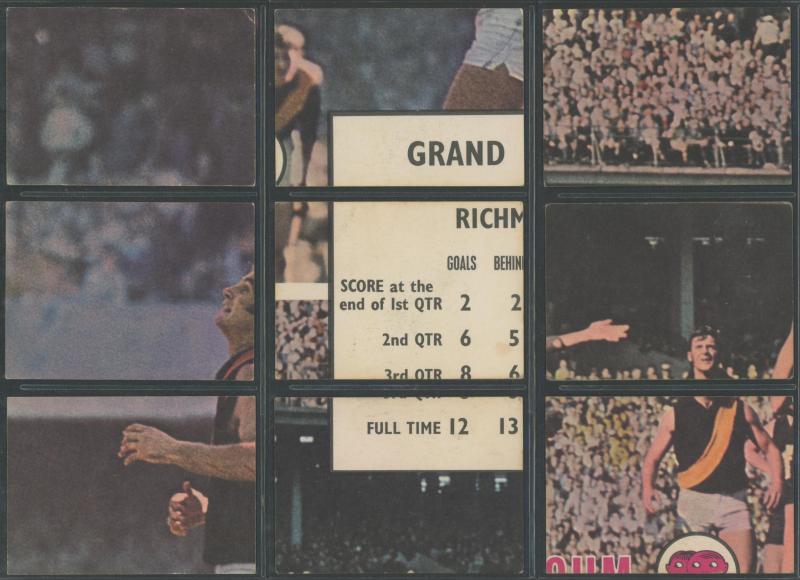 GRAND
RICHM
GOALS BEHIN
SCORE at the
end of 1st QTR 2 2
2nd QTR 6 5
3rd QTR 8 6
FULL TIME 12 13